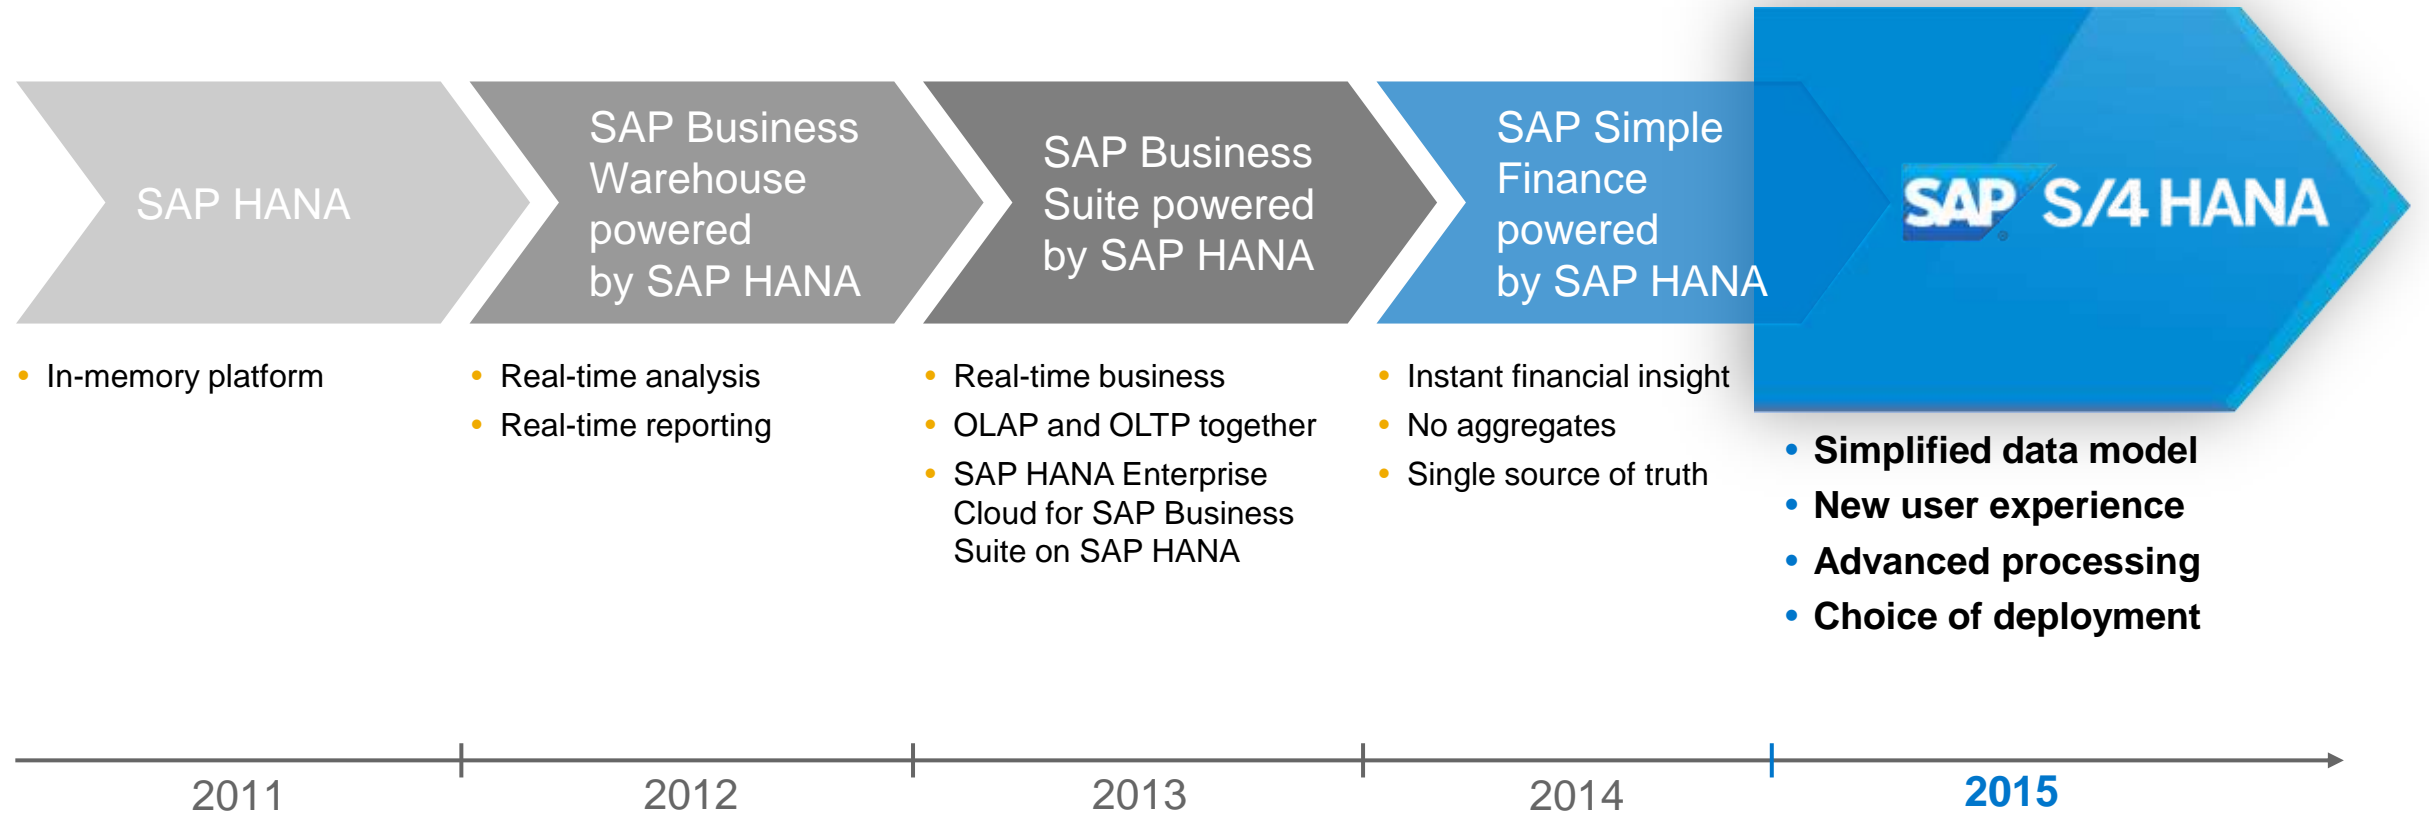 SAP HANA
SAP Business
Warehouse
powered
by SAP HANA
SAP Business
Suite powered
by SAP HANA
SAP Simple
Finance
powered
by SAP HANA
SAP® S/4HANA
• In-memory platform
• Real-time analysis
• Real-time reporting
• Real-time business
• OLAP and OLTP together
• SAP HANA Enterprise
Cloud for SAP Business
Suite on SAP HANA
• Instant financial insight
• No aggregates
• Single source of truth
• Simplified data model
• New user experience
• Advanced processing
• Choice of deployment
2011
2012
2013
2014
2015